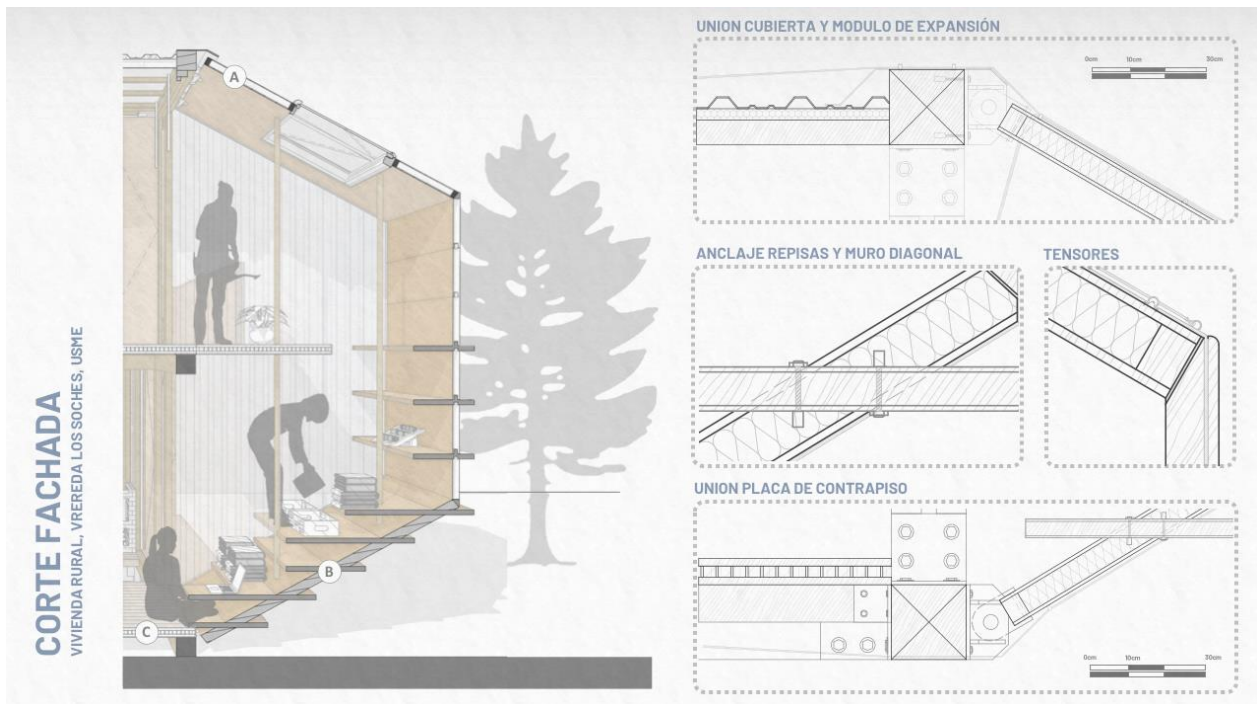 CORTE FACHADA
VIVIENDA RURAL, VREREDA LOS SOCHES, USME
A
B
C
UNION CUBIERTA Y MODULO DE EXPANSIÓN
0cm 10cm 30cm
ANCLAJE REPISAS Y MURO DIAGONAL
TENSORES
UNION PLACA DE CONTRAPISO
0cm 10cm 30cm